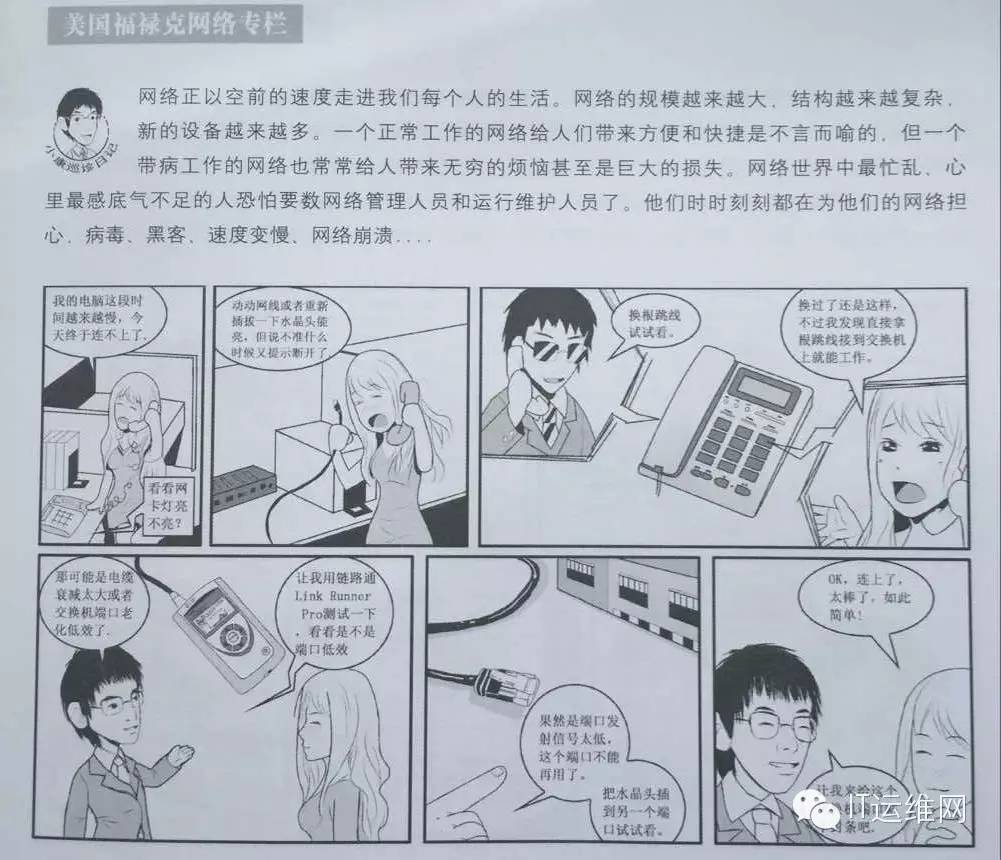 美国福禄克网络专栏
网络正以空前的速度走进我们每个人的生活。网络的规模越来越大、结构越来越复杂、
新的设备越来越多。一个正常工作的网络给人们带来方便和快捷是不言而喻的，但一个
带病工作的网络也常常给人带来无穷的烦恼甚至是巨大的损失。网络世界中最忙乱、心
里最感底气不足的人恐怕要数网络管理人员和运行维护人员了。他们时时刻刻都在为他们的网络担
心、病毒、黑客、速度变慢、网络崩溃....
小康巡诊日记
我的电脑这段时
间越来越慢，今
天终于连不上了.
看看网
卡灯亮
不亮？
动动网线或者重新
插拔一下水晶头能
亮，但说不准什么
时候又提示断开了
换根跳线
试试看。
换过了还是这样，
不过我发现直接拿
根跳线接到交换机
上就能工作。
那可能是电缆
衰减太大或者
交换机端口老
化低效了.
让我用链路通
Link Runner
Pro测试一下
，看看是不是
端口低效
果然是端口发
射信号太低，
这个端口不能
再用了。
把水晶头插
到另一个端
口试试看。
OK，连上了，
太棒了，如此
简单！
让我来给这个
换机端
封条吧.
IT运维网